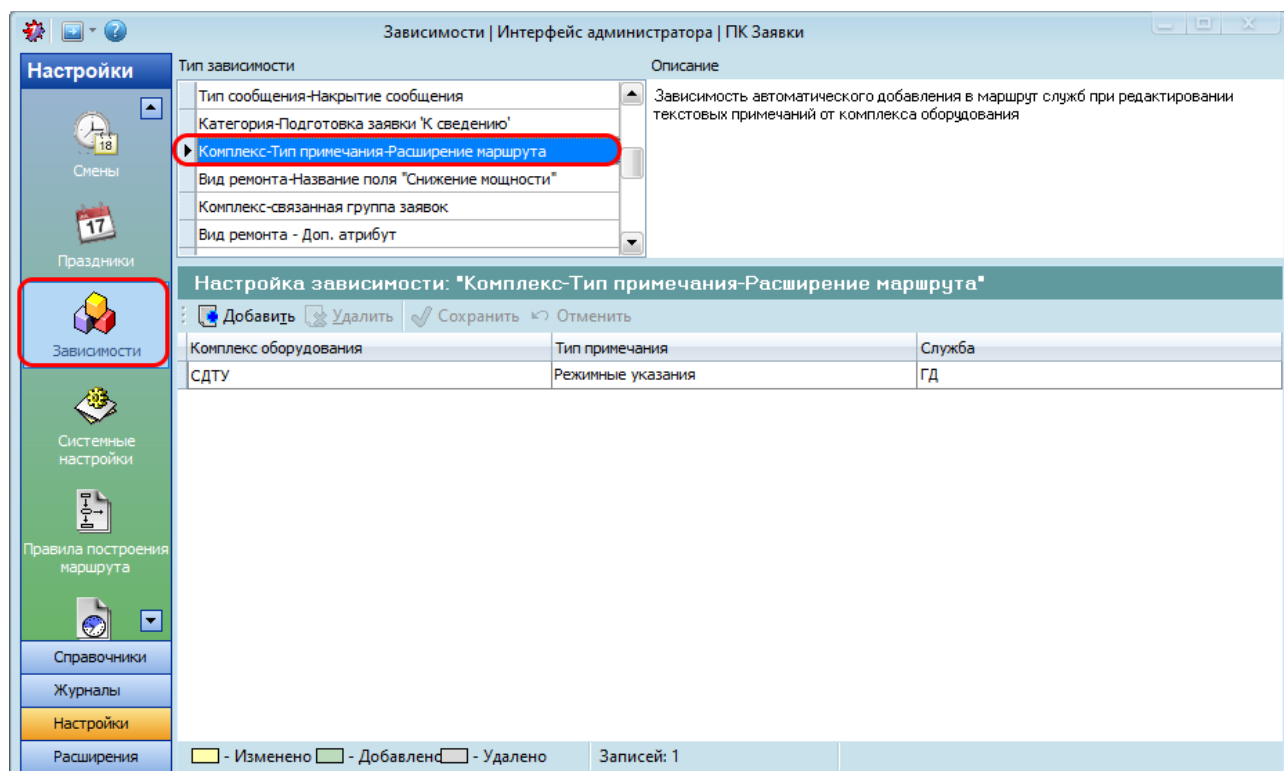 Зависимости | Интерфейс администратора | ПК Заявки
Настройки
18
Смены
17
Праздники
Зависимости
Системные
настройки
Правила построения
маршрута
Справочники
Журналы
Настройки
Расширения
Тип зависимости
Тип сообщения-Накрытие сообщения
Категория-Подготовка заявки 'К сведению'
Комплекс-Тип примечания-Расширение маршрута
Вид ремонта-Название поля "Снижение мощности"
Комплекс-связанная группа заявок
Вид ремонта - Доп. атрибут
Описание
Зависимость автоматического добавления в маршрут служб при редактировании
текстовых примечаний от комплекса оборудования
Настройка зависимости: "Комплекс-Тип примечания-Расширение маршрута"
Добавить Удалить Сохранить Отменить
Комплекс оборудования Тип примечания Служба
СДТУ Режимные указания ГД
- Изменено - Добавлено - Удалено Записей: 1